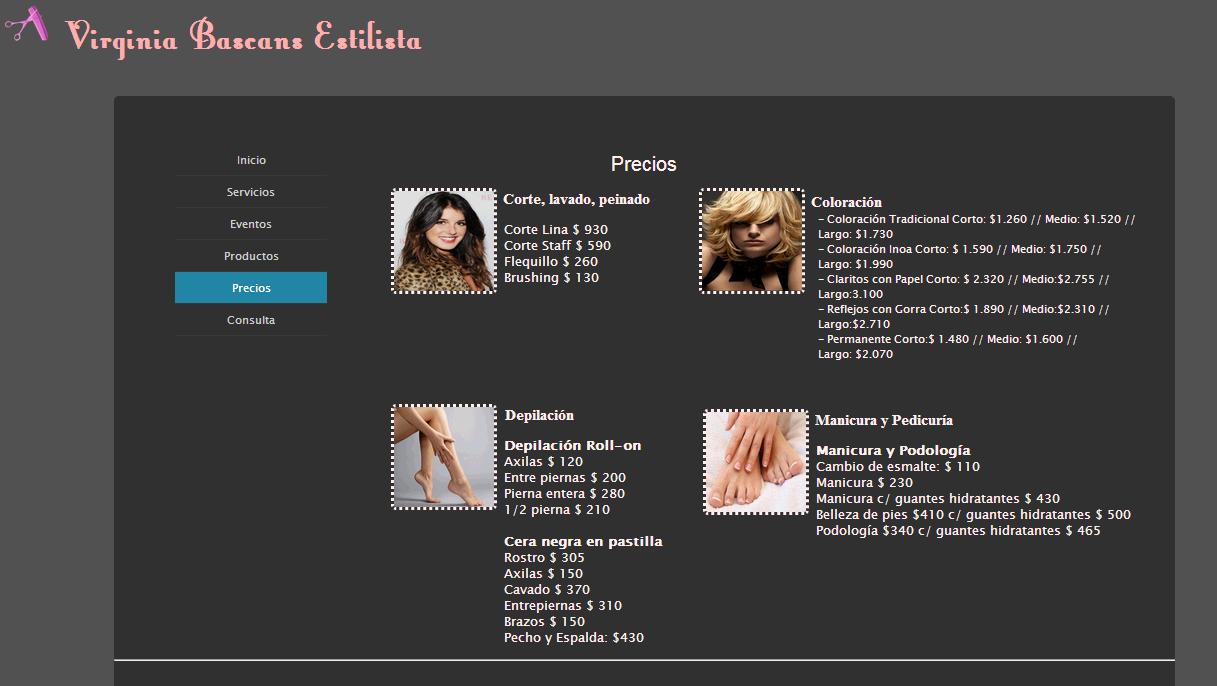 Virginia Bascans Estilista
Inicio
Servicios
Eventos
Productos
Precios
Consulta
Precios
Corte, lavado, peinado
Corte Lina $ 930
Corte Staff $ 590
Flequillo $ 260
Brushing $ 130
Coloración
- Coloración Tradicional Corto: $1.260 // Medio: $1.520 //
Largo: $1.730
- Coloración Inoa Corto: $ 1.590 // Medio: $1.750 //
Largo: $1.990
- Claritos con Papel Corto: $ 2.320 // Medio:$2.755 //
Largo:3.100
- Reflejos con Gorra Corto:$ 1.890 // Medio:$2.310 //
Largo:$2.710
- Permanente Corto:$ 1.480 // Medio: $1.600 //
Largo: $2.070
Depilación
Depilación Roll-on
Axilas $ 120
Entre piernas $ 200
Pierna entera $ 280
1/2 pierna $ 210
Cera negra en pastilla
Rostro $ 305
Axilas $ 150
Cavado $ 370
Entrepiernas $ 310
Brazos $ 150
Pecho y Espalda: $430
Manicura y Pedicuría
Manicura y Podología
Cambio de esmalte: $ 110
Manicura $ 230
Manicura c/ guantes hidratantes $ 430
Belleza de pies $410 c/ guantes hidratantes $ 500
Podología $340 c/ guantes hidratantes $ 465